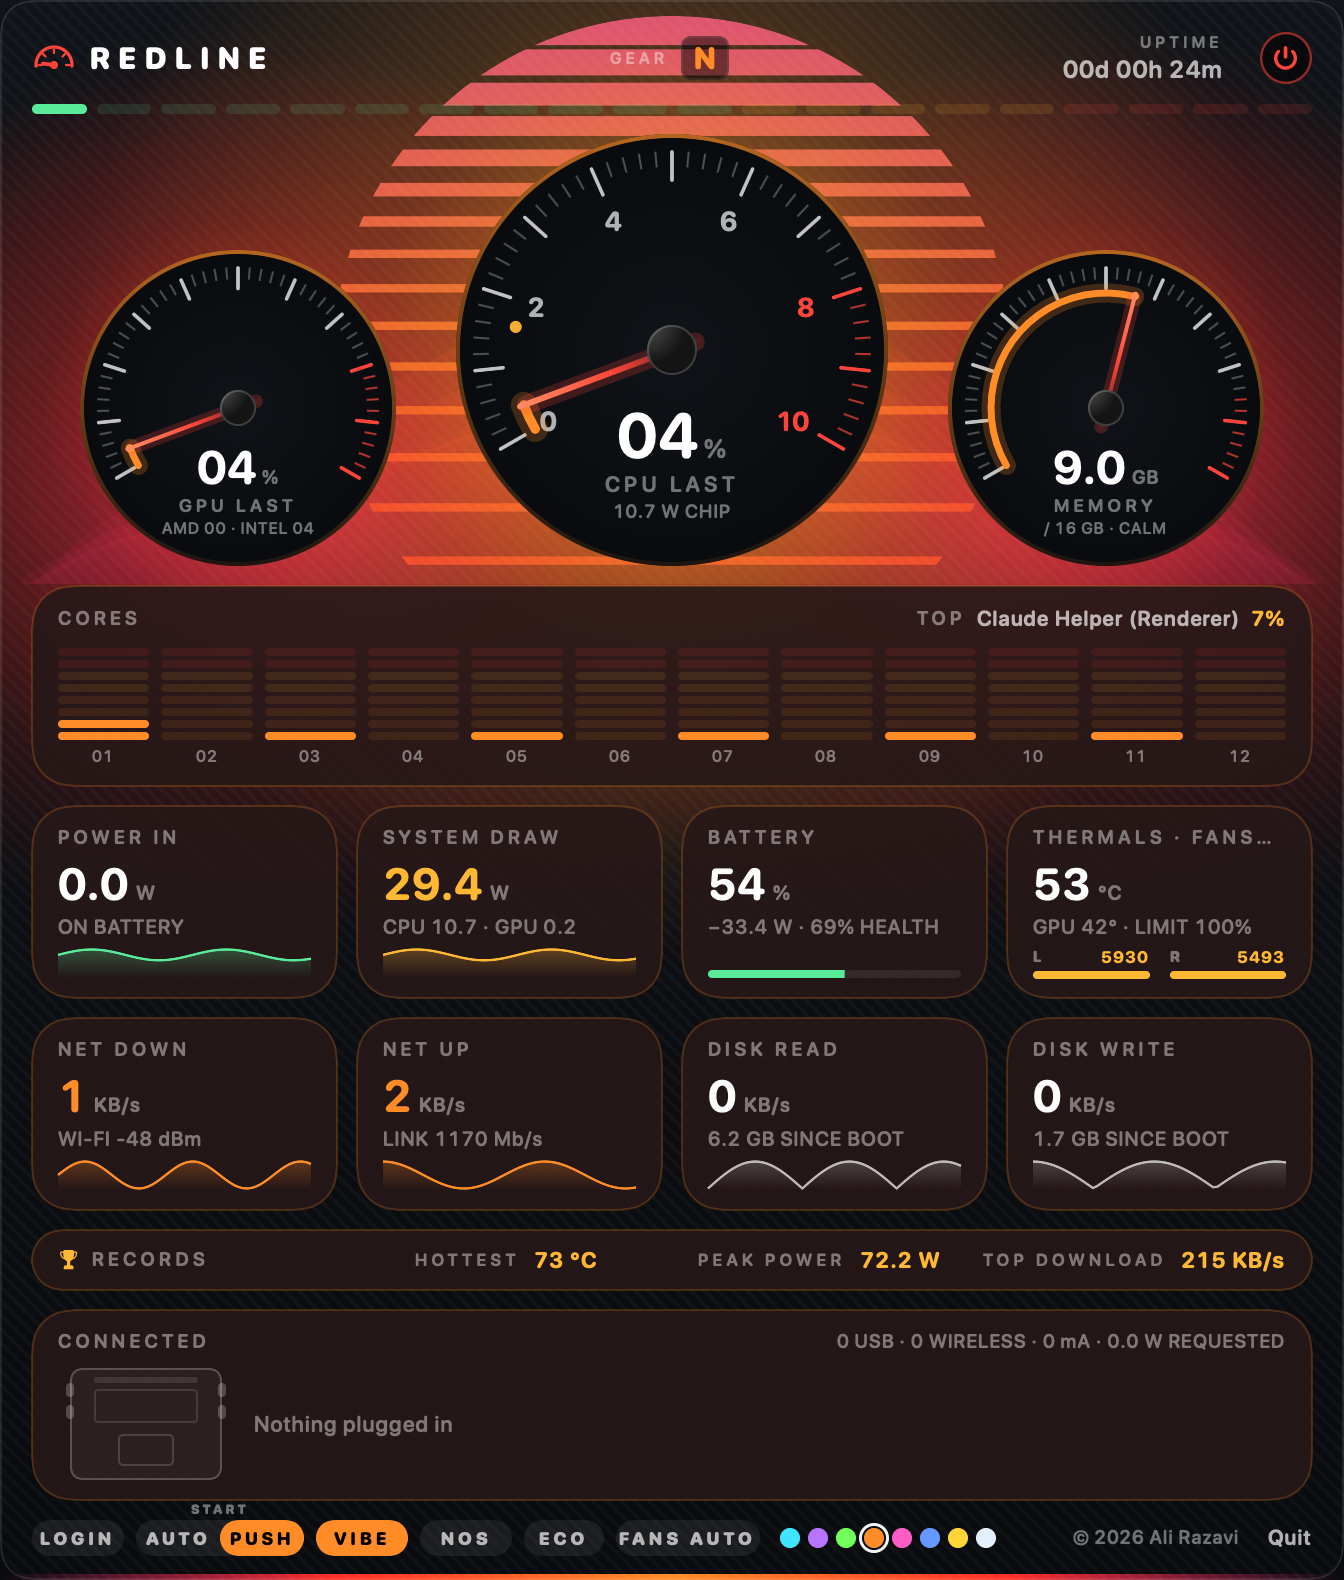 REDLINE
GEAR N
UPTIME
00d 00h 24m
04 %
GPU LAST
AMD 00 · INTEL 04
0
2
4
6
8
10
04 %
CPU LAST
10.7 W CHIP
9.0 GB
MEMORY
/ 16 GB · CALM
CORES
TOP Claude Helper (Renderer) 7%
01 02 03 04 05 06 07 08 09 10 11 12
POWER IN
0.0 W
ON BATTERY
SYSTEM DRAW
29.4 W
CPU 10.7 · GPU 0.2
BATTERY
54 %
−33.4 W · 69% HEALTH
THERMALS · FANS...
53 °C
GPU 42° · LIMIT 100%
L 5930 R 5493
NET DOWN
1 KB/s
WI-FI -48 dBm
NET UP
2 KB/s
LINK 1170 Mb/s
DISK READ
0 KB/s
6.2 GB SINCE BOOT
DISK WRITE
0 KB/s
1.7 GB SINCE BOOT
RECORDS HOTTEST 73 °C PEAK POWER 72.2 W TOP DOWNLOAD 215 KB/s
CONNECTED
0 USB · 0 WIRELESS · 0 mA · 0.0 W REQUESTED
Nothing plugged in
START
LOGIN AUTO PUSH VIBE NOS ECO FANS AUTO © 2026 Ali Razavi Quit